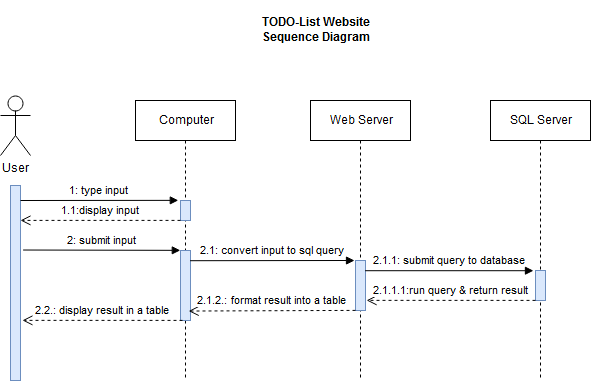 TODO-List Website
Sequence Diagram
Computer
Web Server
SQL Server
User
1: type input
1.1:display input
2: submit input
2.1: convert input to sql query
2.1.1: submit query to database
2.1.1.1:run query & return result
2.1.2.: format result into a table
2.2.: display result in a table